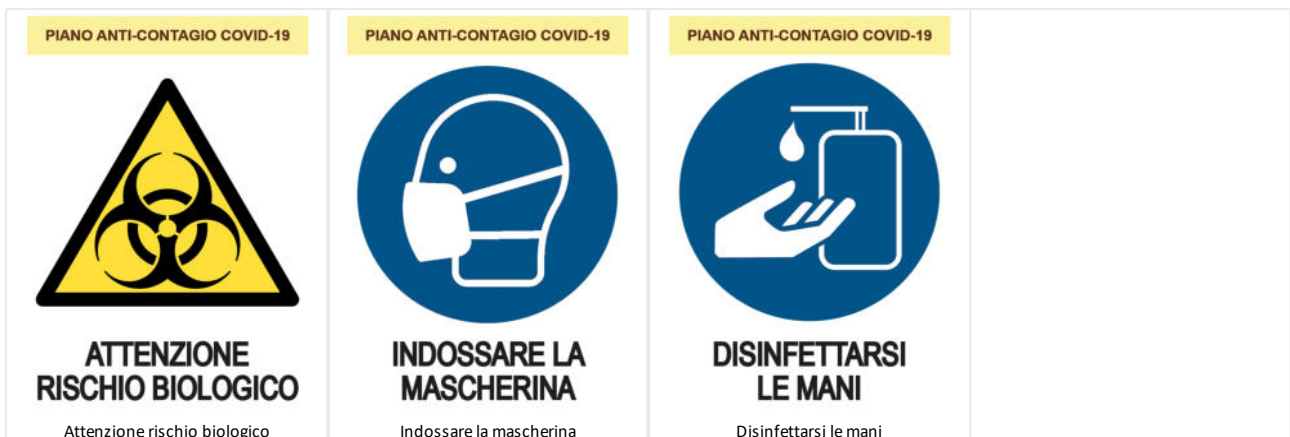 PIANO ANTI-CONTAGIO COVID-19
ATTENZIONE
RISCHIO BIOLOGICO
Attenzione rischio biologico
PIANO ANTI-CONTAGIO COVID-19
INDOSSARE LA
MASCHERINA
Indossare la mascherina
PIANO ANTI-CONTAGIO COVID-19
DISINFETTARSI
LE MANI
Disinfettarsi le mani